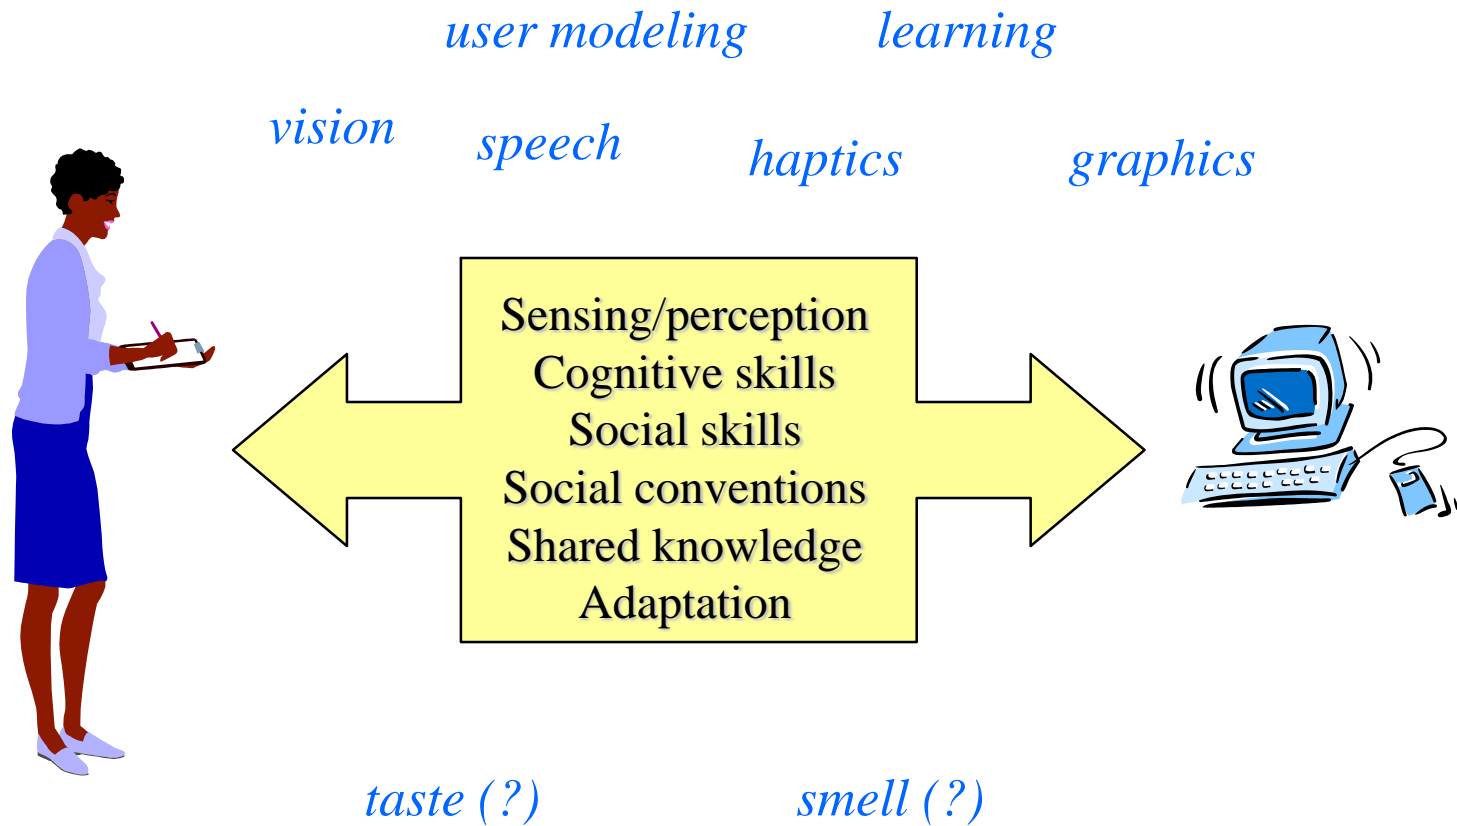 user modeling learning
vision speech haptics graphics
Sensing/perception
Cognitive skills
Social skills
Social conventions
Shared knowledge
Adaptation
taste (?) smell (?)